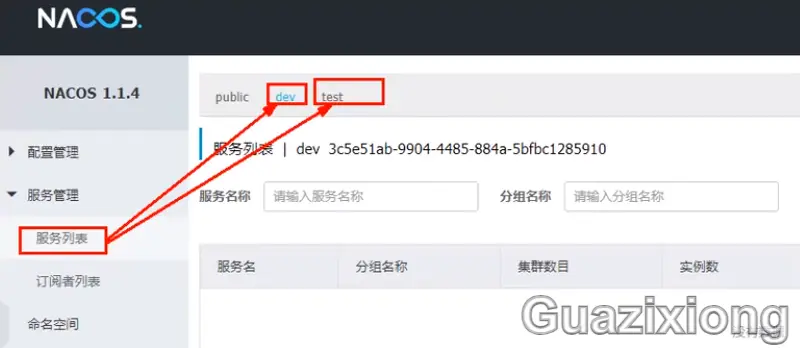 NACOS.
NACOS 1.1.4
public dev test
配置管理
服务列表 | dev 3c5e51ab-9904-4485-884a-5bfbc1285910
服务管理
服务名称 请输入服务名称 分组名称 请输入分组名称
服务列表
服务名 分组名称 集群数目 实例数
订阅者列表
命名空间
Guazixiong